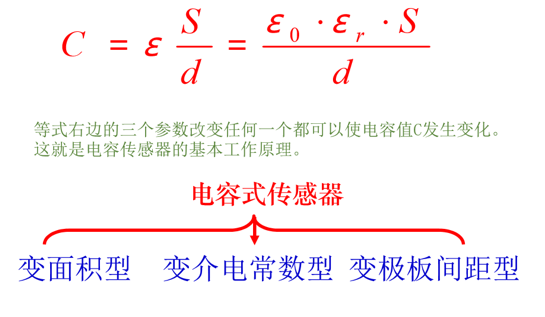 C = ε S/d = ε₀ · εᵣ · S/d
等式右边的三个参数改变任何一个都可以使电容值C发生变化。
这就是电容传感器的基本工作原理。
电容式传感器
变面积型 变介电常数型 变极板间距型